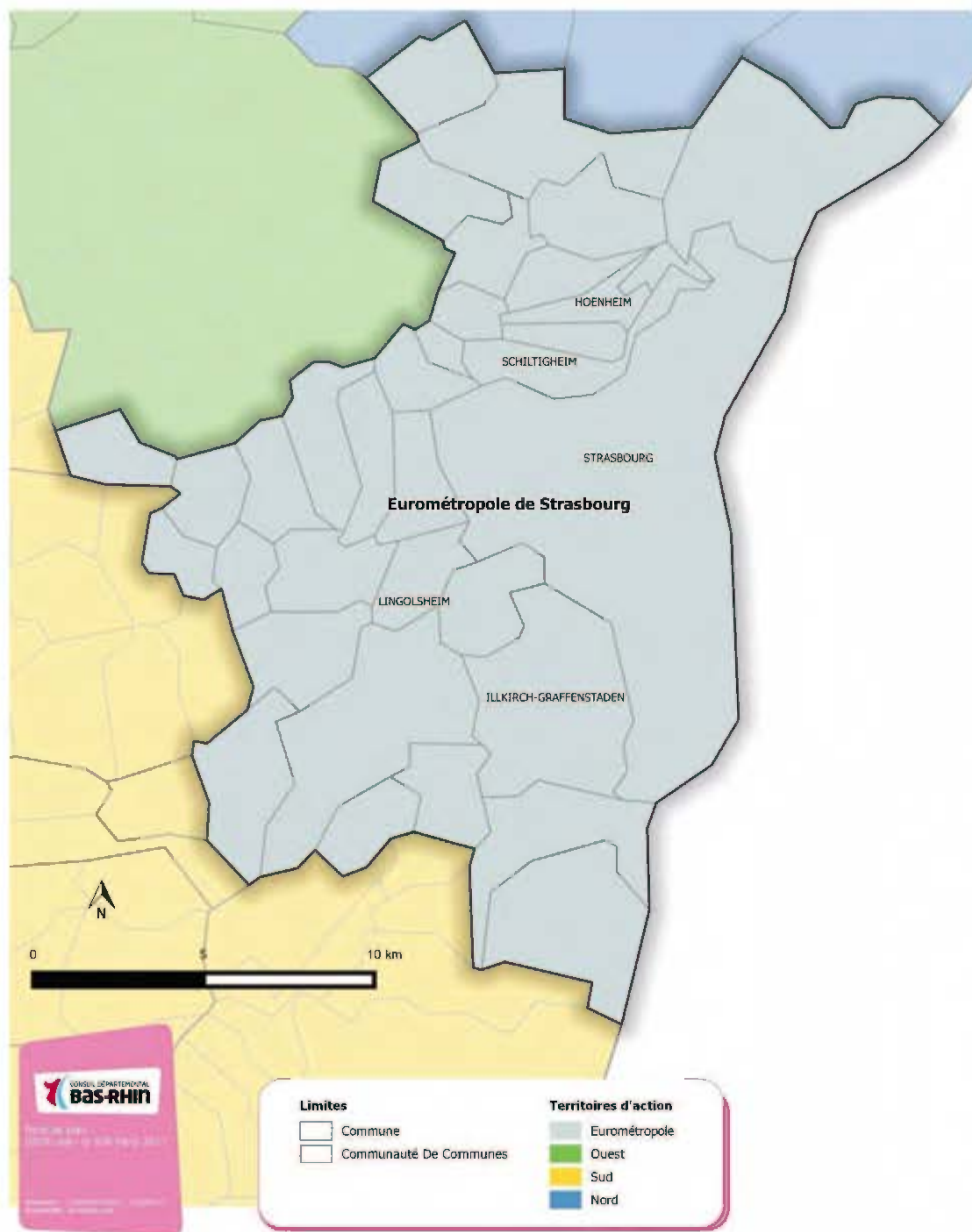 HOENHEIM
SCHILTIGHEIM
STRASBOURG
Eurométropole de Strasbourg
LINGOLSHEIM
ILLKIRCH-GRAFFENSTADEN
N
0 5 10 km
CONSEIL DÉPARTEMENTAL
BAS-RHIN
Limites
Commune
Communauté De Communes
Territoires d'action
Eurométropole
Ouest
Sud
Nord